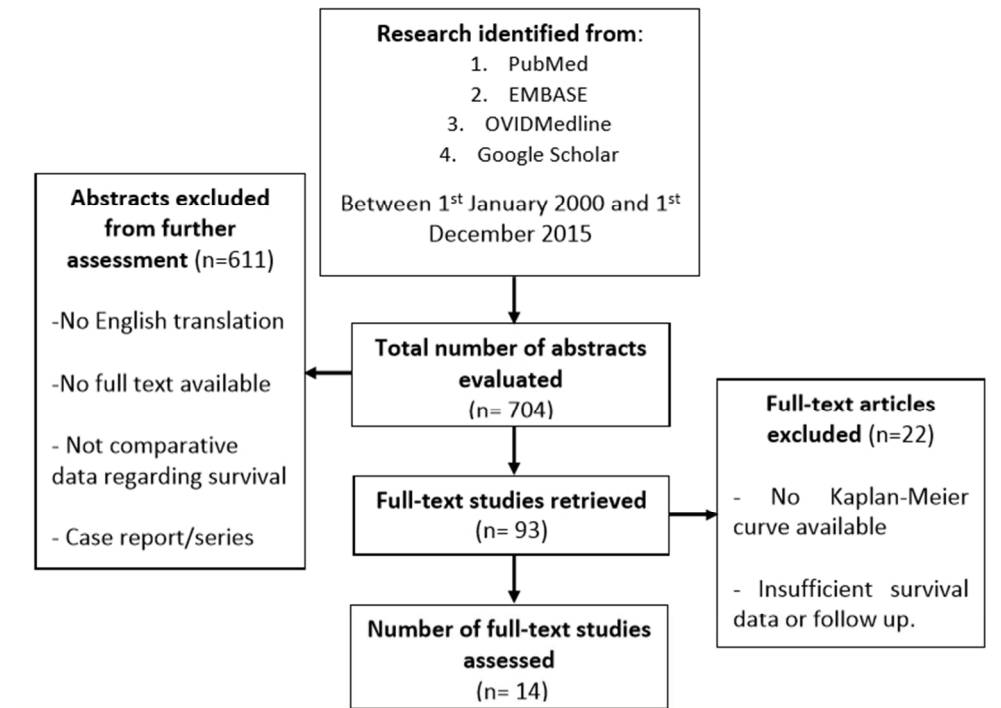 Research identified from:
1. PubMed
2. EMBASE
3. OVIDMedline
4. Google Scholar
Between 1st January 2000 and 1st
December 2015
Abstracts excluded
from further
assessment (n=611)
-No English translation
-No full text available
- Not comparative
data regarding survival
- Case report/series
Total number of abstracts
evaluated
(n= 704)
Full-text articles
excluded (n=22)
- No Kaplan-Meier
curve available
- Insufficient survival
data or follow up.
Full-text studies retrieved
(n= 93)
Number of full-text studies
assessed
(n= 14)